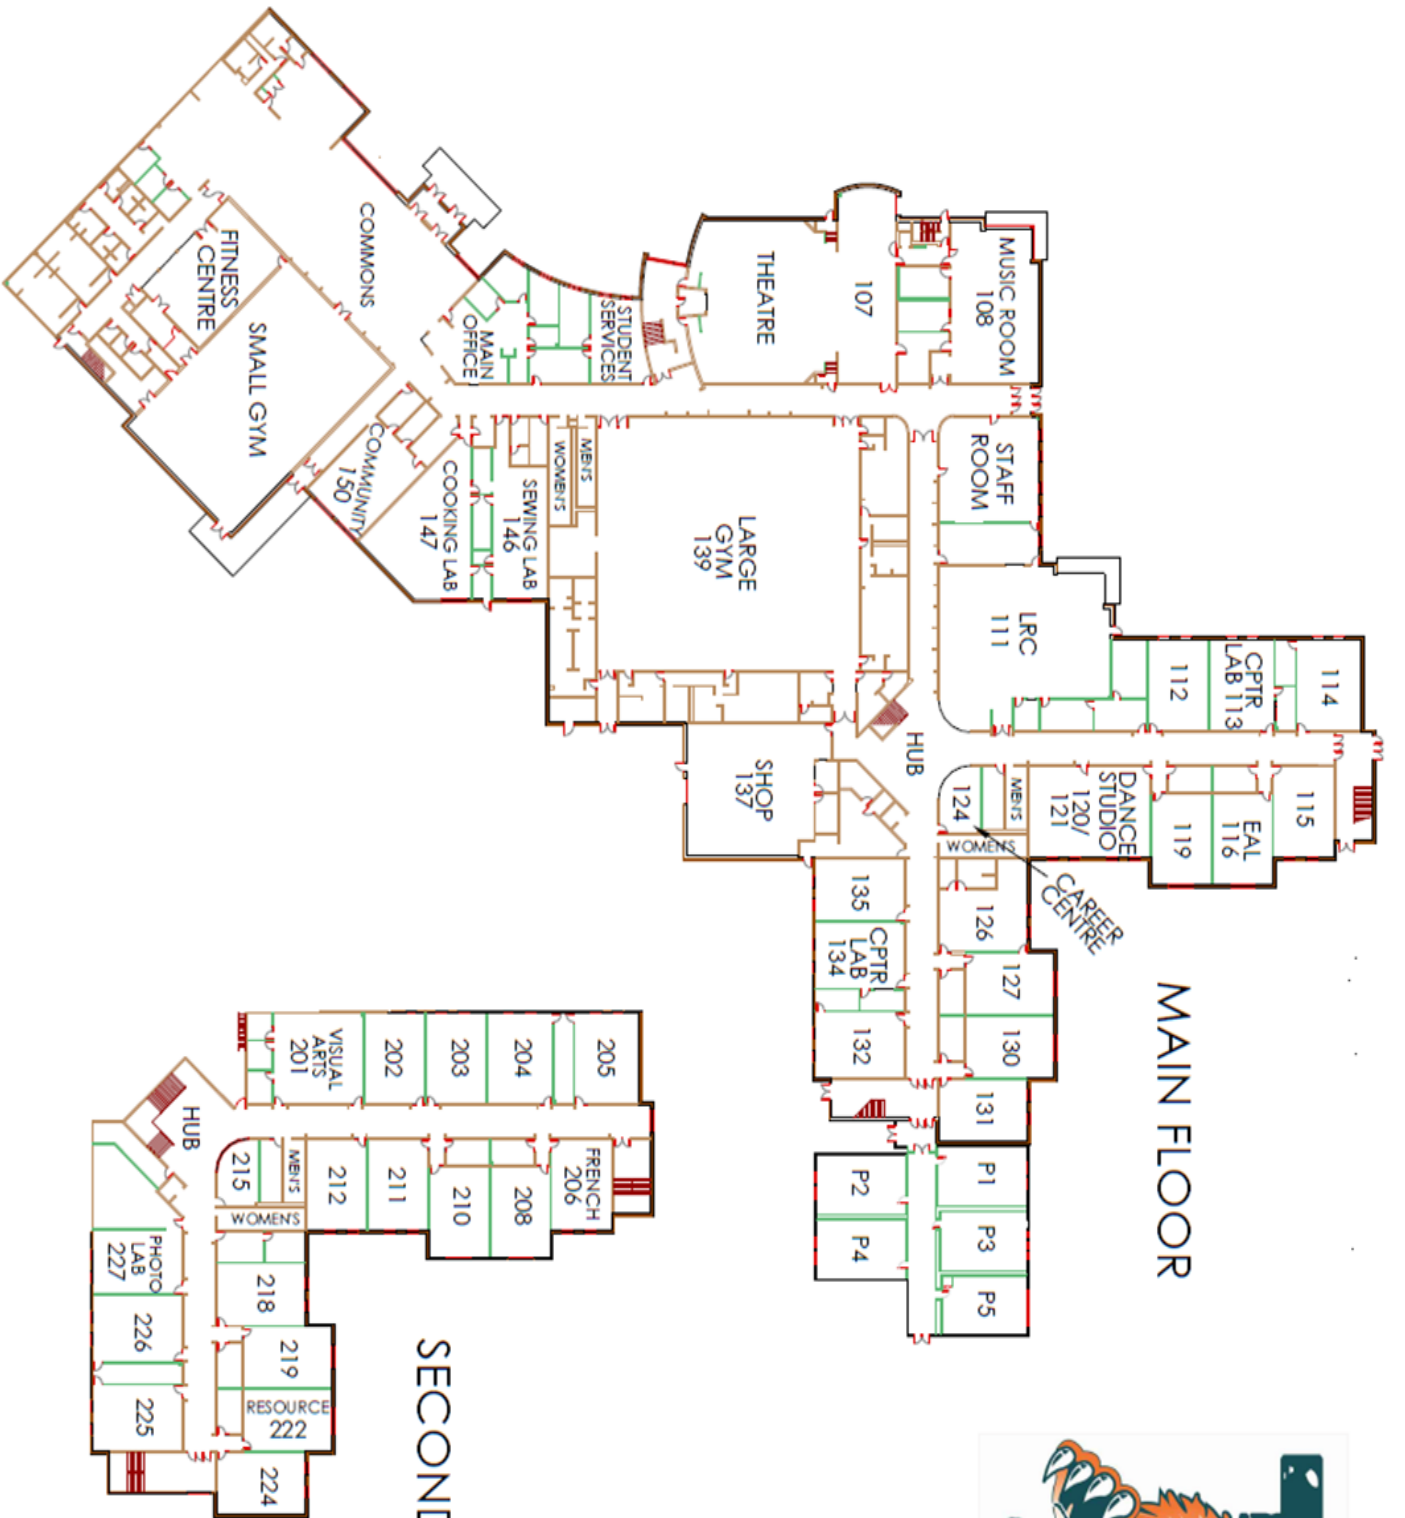 MAIN FLOOR
COMMONS
FITNESS
CENTRE
SMALL GYM
MAIN
OFFICE
STUDENT
SERVICES
THEATRE
107
MUSIC ROOM
108
COMMUNITY
150
COOKING LAB
147
SEWING LAB
146
WOMEN'S
MEN'S
LARGE
GYM
139
STAFF
ROOM
LRC
111
112
CPTR
LAB 113
114
HUB
SHOP
137
124
MEN'S
WOMEN'S
DANCE
STUDIO
120/
121
119
EAL
116
115
CAREER
CENTRE
135
CPTR
LAB
134
132
126
127
130
131
P1
P2
P3
P4
P5
SECOND
VISUAL
ARTS
201
202
203
204
205
HUB
215
MEN'S
WOMEN'S
212
211
210
208
FRENCH
206
PHOTO
LAB
227
226
225
218
219
RESOURCE
222
224